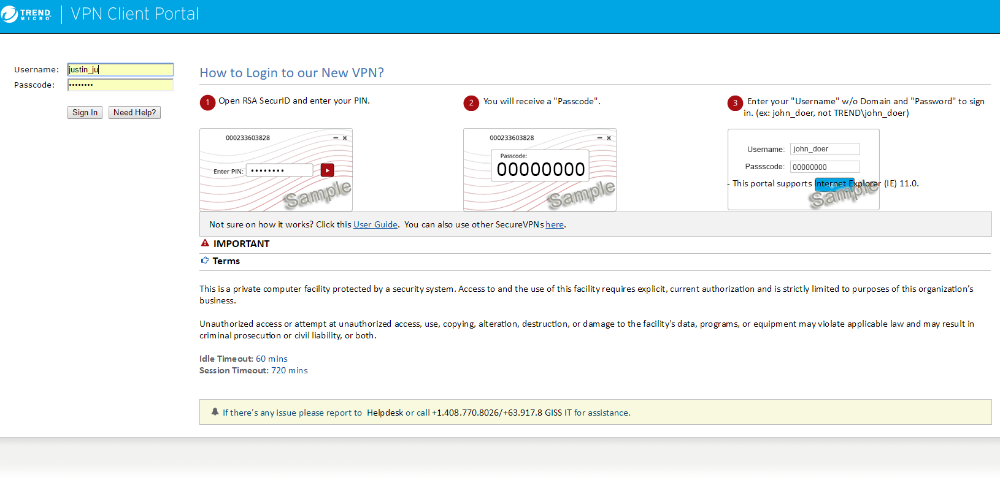 TREND MICRO | VPN Client Portal
Username: justin_ju
Passcode: ••••••••
Sign In Need Help?
How to Login to our New VPN?
1 Open RSA SecurID and enter your PIN.
000233603828
Enter PIN: ••••••••
Sample
2 You will receive a "Passcode".
000233603828
Passcode:
00000000
Sample
3 Enter your "Username" w/o Domain and "Password" to sign
in. (ex: john_doer, not TREND\john_doer)
Username: john_doer
Passscode: 00000000
- This portal supports Internet Explorer (IE) 11.0.
Sample
Not sure on how it works? Click this User Guide. You can also use other SecureVPNs here.
IMPORTANT
Terms
This is a private computer facility protected by a security system. Access to and the use of this facility requires explicit, current authorization and is strictly limited to purposes of this organization’s
business.
Unauthorized access or attempt at unauthorized access, use, copying, alteration, destruction, or damage to the facility's data, programs, or equipment may violate applicable law and may result in
criminal prosecution or civil liability, or both.
Idle Timeout: 60 mins
Session Timeout: 720 mins
If there's any issue please report to Helpdesk or call +1.408.770.8026/+63.917.8 GISS IT for assistance.